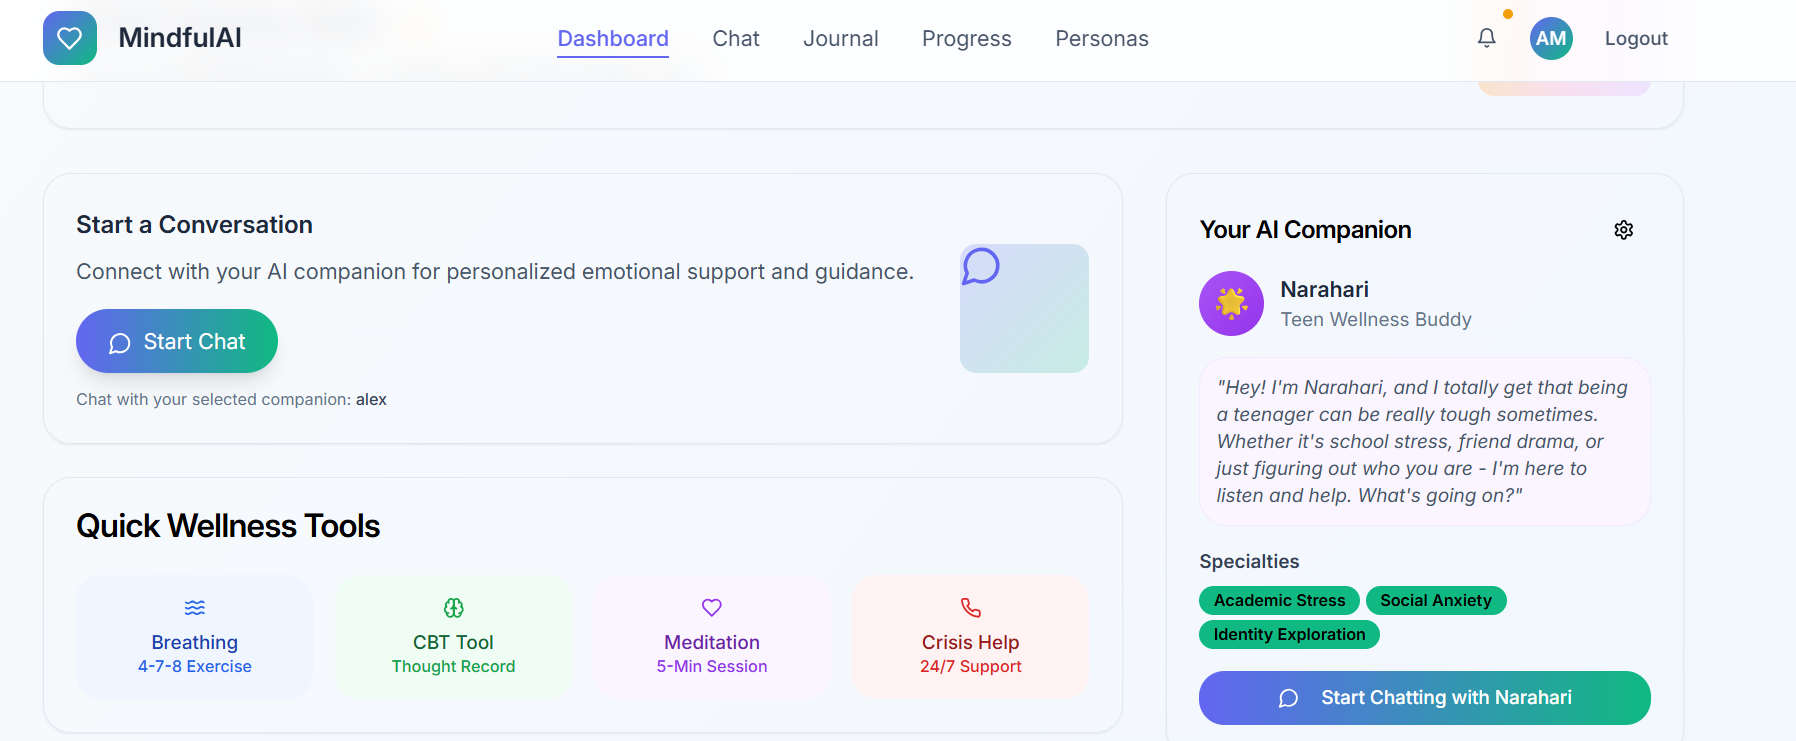 MindfulAI
Dashboard
Chat
Journal
Progress
Personas
AM
Logout
Start a Conversation
Connect with your AI companion for personalized emotional support and guidance.
Start Chat
Chat with your selected companion: alex
Quick Wellness Tools
Breathing
4-7-8 Exercise
CBT Tool
Thought Record
Meditation
5-Min Session
Crisis Help
24/7 Support
Your AI Companion
Narahari
Teen Wellness Buddy
"Hey! I'm Narahari, and I totally get that being
a teenager can be really tough sometimes.
Whether it's school stress, friend drama, or
just figuring out who you are - I'm here to
listen and help. What's going on?"
Specialties
Academic Stress
Social Anxiety
Identity Exploration
Start Chatting with Narahari